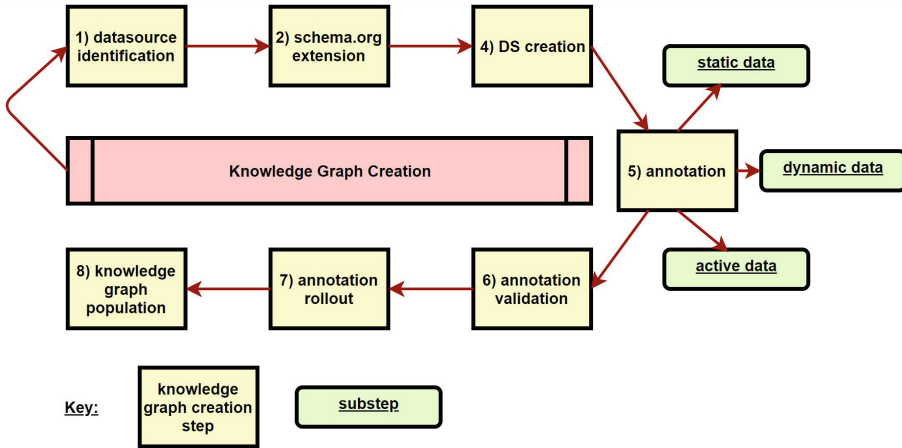 1) datasource
identification
2) schema.org
extension
4) DS creation
static data
Knowledge Graph Creation
5) annotation
dynamic data
active data
8) knowledge
graph
population
7) annotation
rollout
6) annotation
validation
Key:
knowledge
graph creation
step
substep